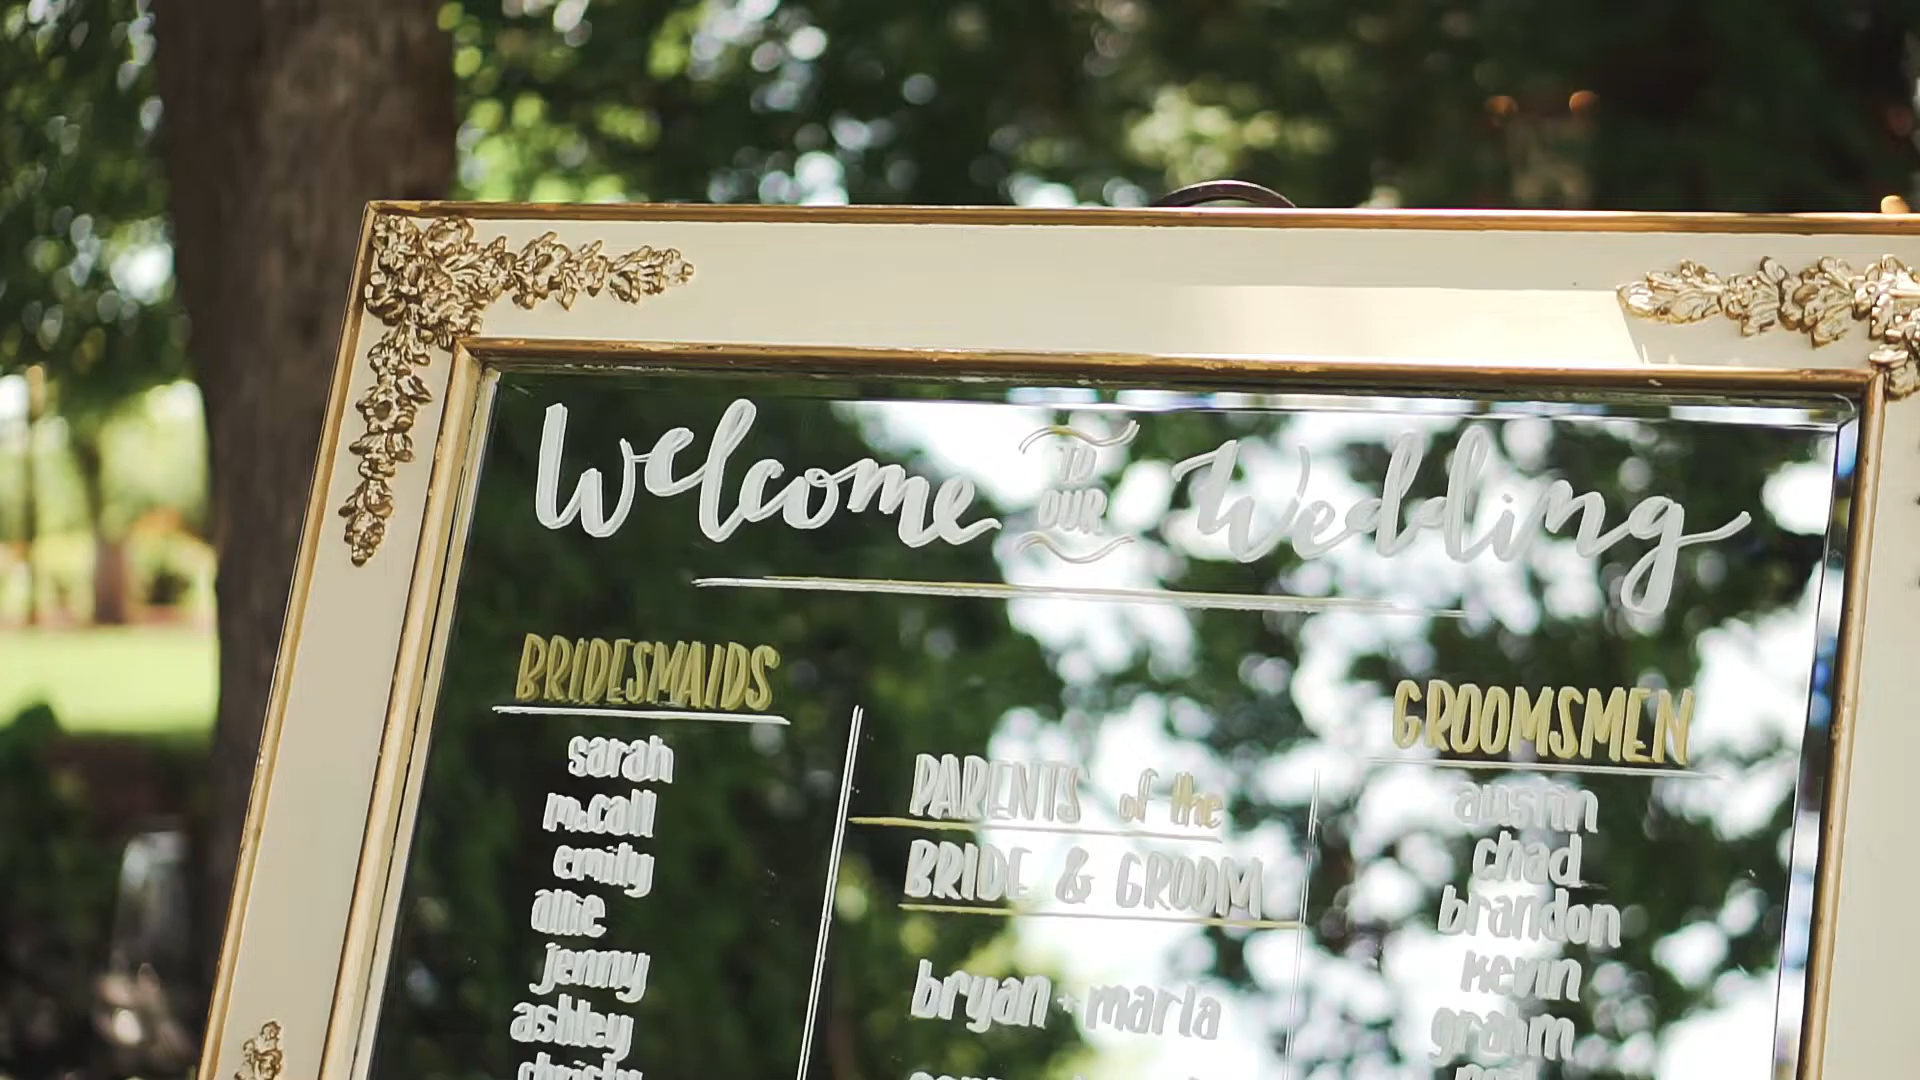 Welcome TO OUR Wedding
BRIDESMAIDS
sarah
mccall
emily
allie
jenny
ashley
christy
PARENTS of the
BRIDE & GROOM
bryan + marla
GROOMSMEN
austin
chad
brandon
kevin
grahm